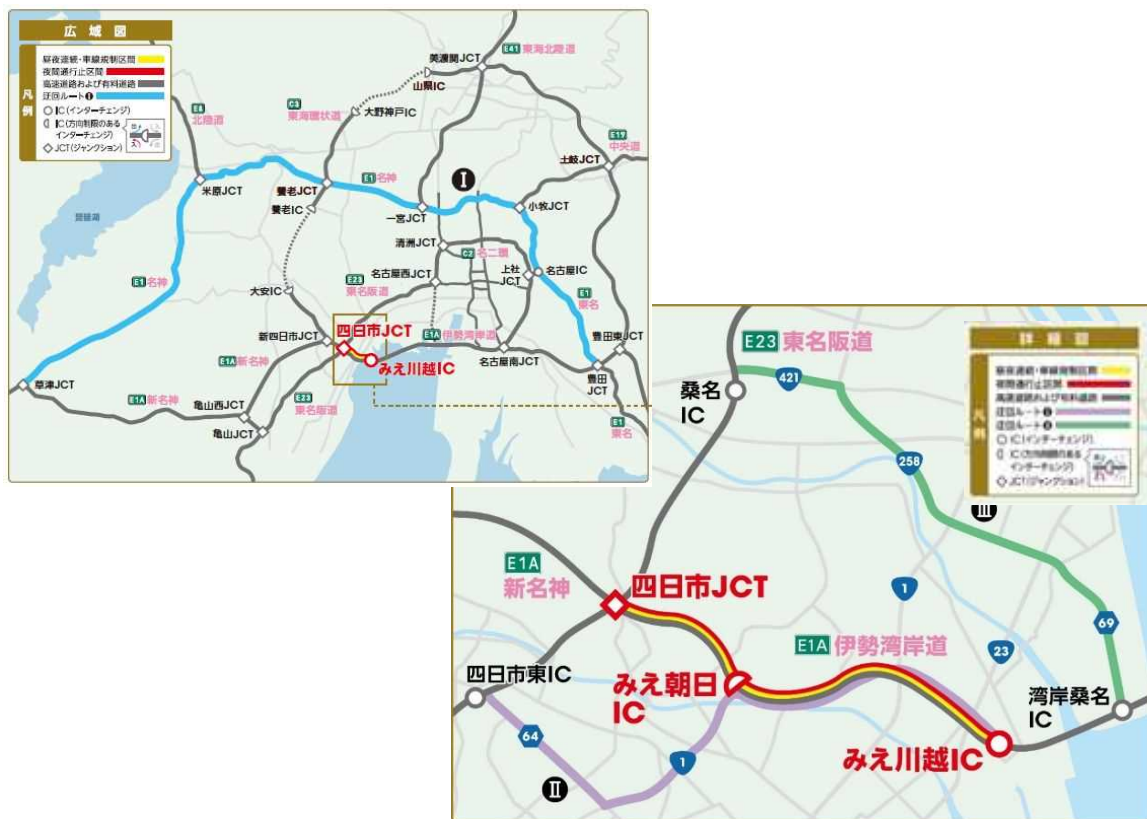 広域図
凡例
昼夜連続・車線規制区間
夜間通行止区間
高速道路および有料道路
迂回ルート❶
IC(インターチェンジ)
IC(方向制限のある
インターチェンジ)
JCT(ジャンクション)
E41 東海北陸道
美濃関JCT
山県IC
大野神戸IC
C3
東海環状道
E8
北陸道
E19
中央道
土岐JCT
米原JCT
養老JCT
E1 名神
Ⅰ
養老IC
一宮JCT
小牧JCT
琵琶湖
清洲JCT
C2 名二環
名古屋西JCT
上社
JCT
名古屋IC
E1 名神
E23
東名阪道
E1
東名
大安IC
四日市JCT
E1A 伊勢湾岸道
豊田東JCT
新四日市JCT
みえ川越IC
名古屋南JCT
E1A 新名神
豊田
JCT
草津JCT
E1A 新名神
亀山西JCT
E23
東名阪道
亀山JCT
E1
東名
E23 東名阪道
421
桑名
IC
詳細図
凡例
昼夜連続・車線規制区間
夜間通行止区間
高速道路および有料道路
迂回ルート
迂回ルート
IC(インターチェンジ)
IC(方向制限のある
インターチェンジ)
JCT(ジャンクション)
258
Ⅲ
E1A
新名神
四日市JCT
1
69
E1A 伊勢湾岸道
23
四日市東IC
みえ朝日
IC
湾岸桑名
IC
64
1
みえ川越IC
Ⅱ